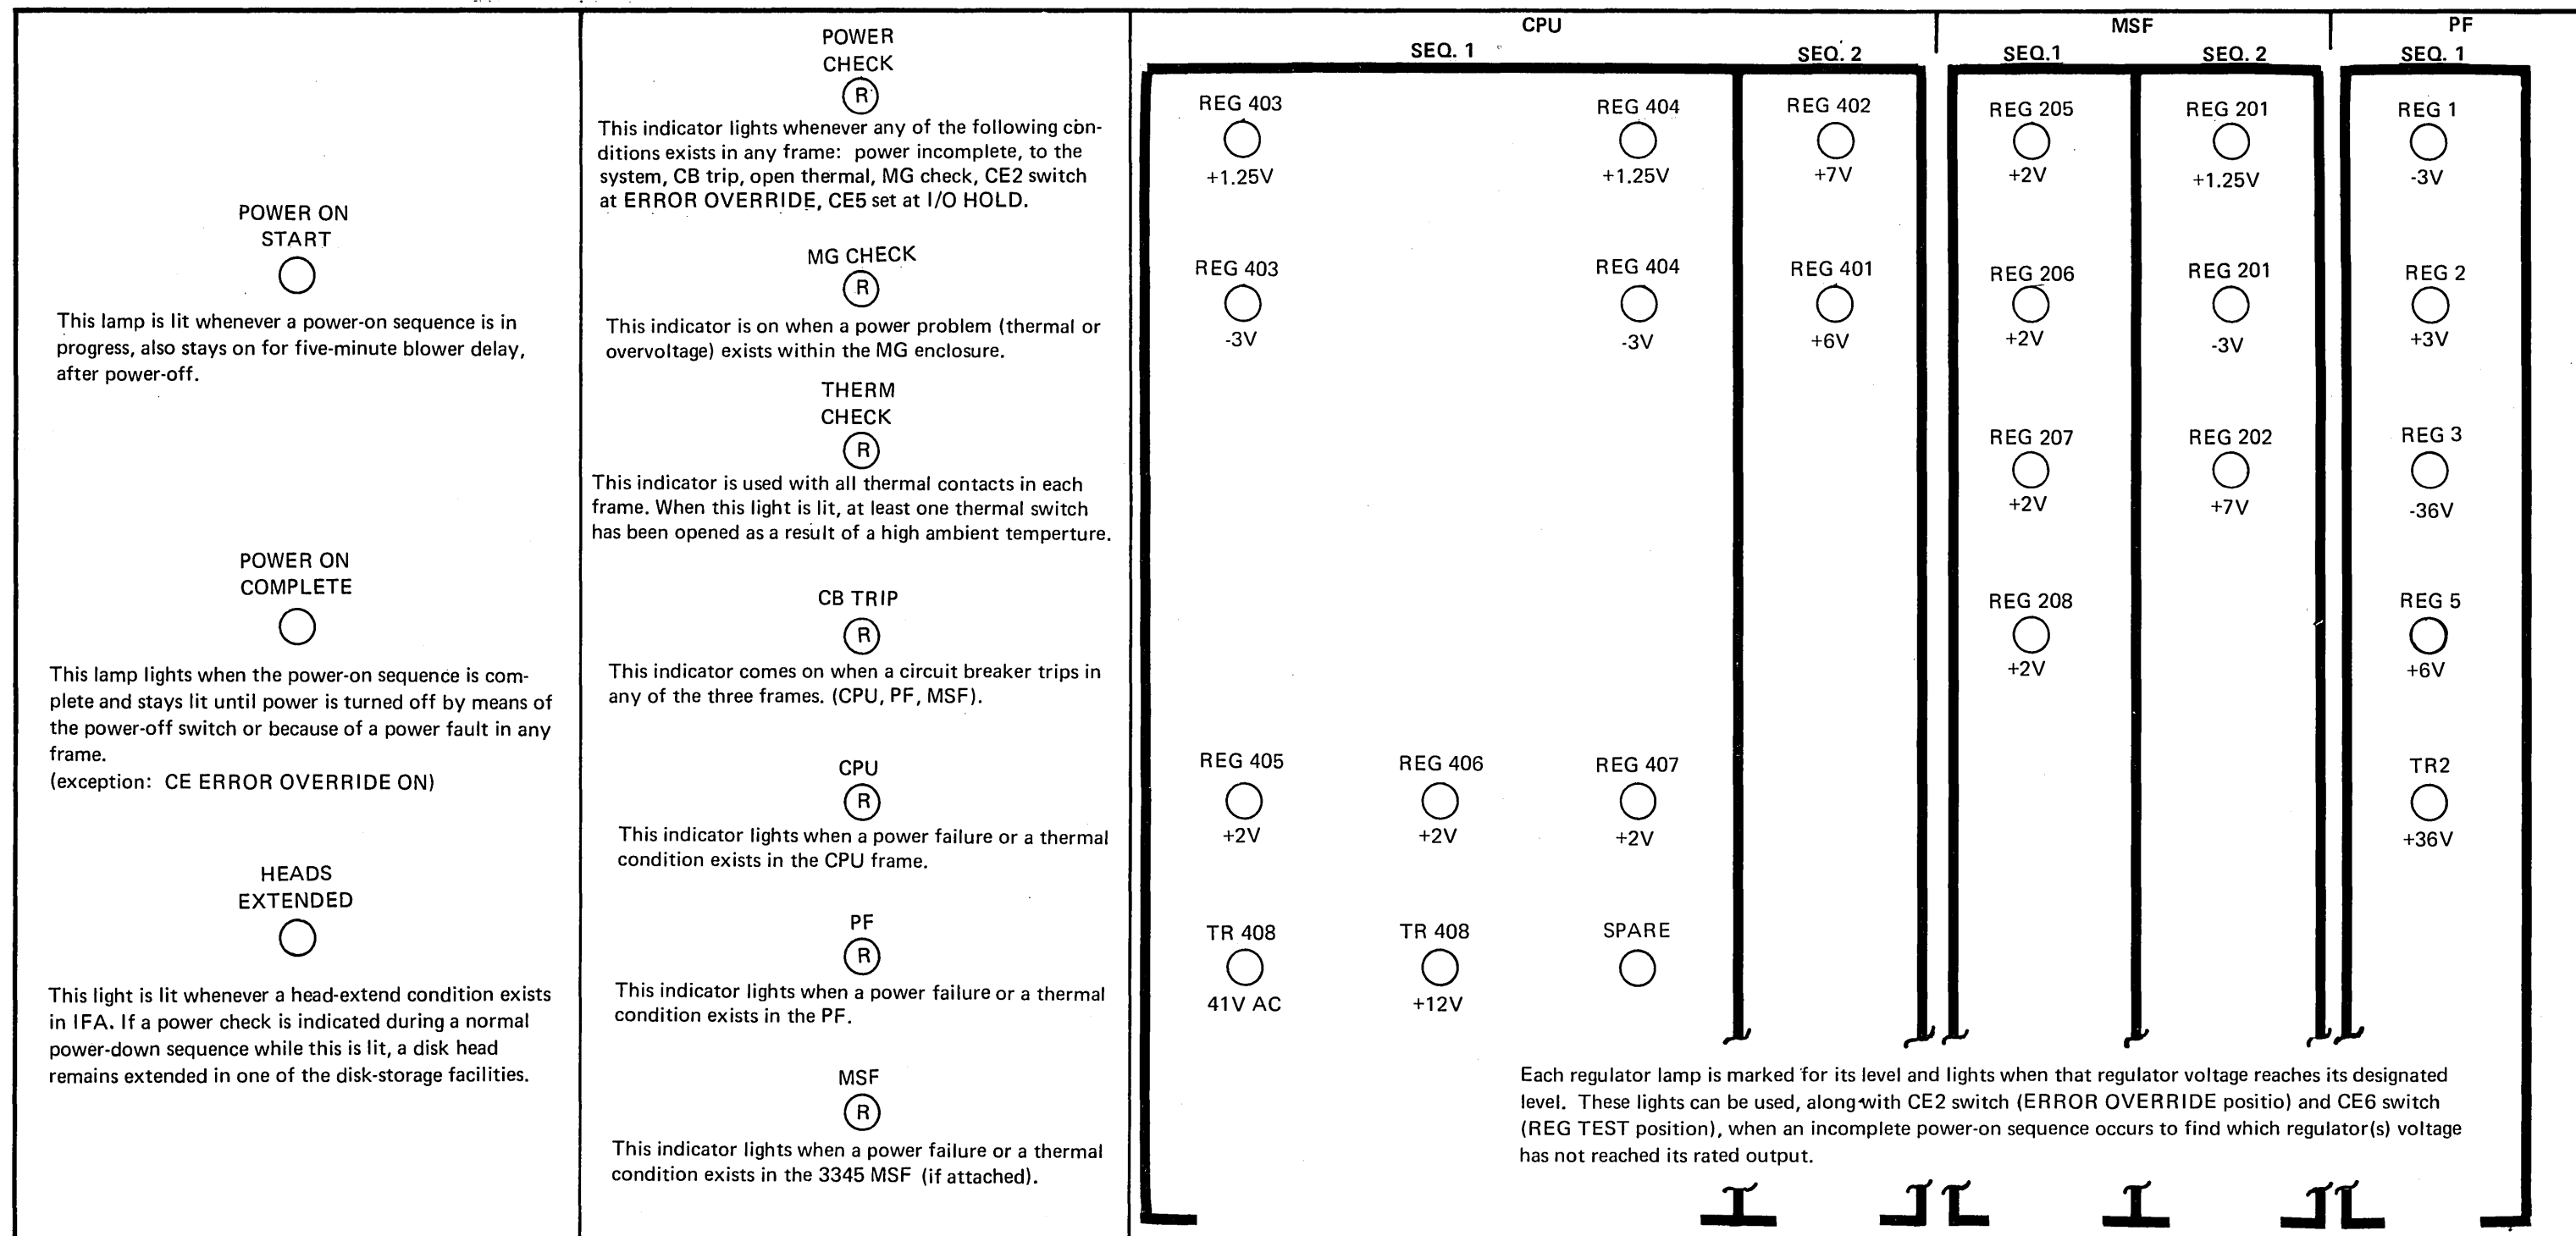 POWER ON
START
This lamp is lit whenever a power-on sequence is in
progress, also stays on for five-minute blower delay,
after power-off.
POWER ON
COMPLETE
This lamp lights when the power-on sequence is com-
plete and stays lit until power is turned off by means of
the power-off switch or because of a power fault in any
frame.
(exception: CE ERROR OVERRIDE ON)
HEADS
EXTENDED
This light is lit whenever a head-extend condition exists
in IFA. If a power check is indicated during a normal
power-down sequence while this is lit, a disk head
remains extended in one of the disk-storage facilities.
POWER
CHECK
R
This indicator lights whenever any of the following con-
ditions exists in any frame: power incomplete, to the
system, CB trip, open thermal, MG check, CE2 switch
at ERROR OVERRIDE, CE5 set at I/O HOLD.
MG CHECK
R
This indicator is on when a power problem (thermal or
overvoltage) exists within the MG enclosure.
THERM
CHECK
R
This indicator is used with all thermal contacts in each
frame. When this light is lit, at least one thermal switch
has been opened as a result of a high ambient temperture.
CB TRIP
R
This indicator comes on when a circuit breaker trips in
any of the three frames. (CPU, PF, MSF).
CPU
R
This indicator lights when a power failure or a thermal
condition exists in the CPU frame.
PF
R
This indicator lights when a power failure or a thermal
condition exists in the PF.
MSF
R
This indicator lights when a power failure or a thermal
condition exists in the 3345 MSF (if attached).
CPU MSF PF
SEQ. 1 SEQ. 2 SEQ.1 SEQ. 2 SEQ. 1
REG 403 REG 404 REG 402 REG 205 REG 201 REG 1
+1.25V +1.25V +7V +2V +1.25V -3V
REG 403 REG 404 REG 401 REG 206 REG 201 REG 2
-3V -3V +6V +2V -3V +3V
REG 207 REG 202 REG 3
+2V +7V -36V
REG 208 REG 5
+2V +6V
REG 405 REG 406 REG 407 TR2
+2V +2V +2V +36V
TR 408 TR 408 SPARE
41V AC +12V
Each regulator lamp is marked for its level and lights when that regulator voltage reaches its designated
level. These lights can be used, along with CE2 switch (ERROR OVERRIDE positio) and CE6 switch
(REG TEST position), when an incomplete power-on sequence occurs to find which regulator(s) voltage
has not reached its rated output.